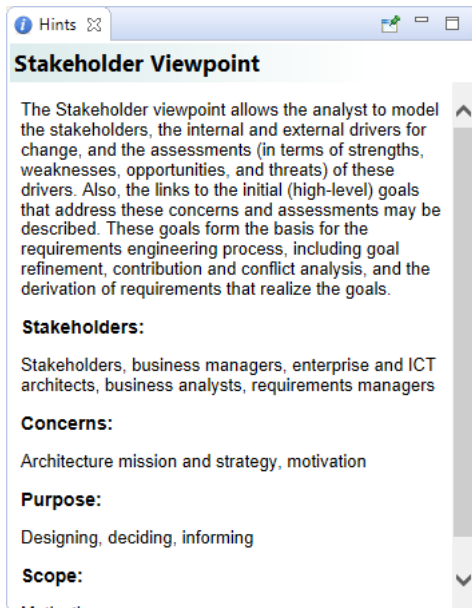 Hints
Stakeholder Viewpoint
The Stakeholder viewpoint allows the analyst to model
the stakeholders, the internal and external drivers for
change, and the assessments (in terms of strengths,
weaknesses, opportunities, and threats) of these
drivers. Also, the links to the initial (high-level) goals
that address these concerns and assessments may be
described. These goals form the basis for the
requirements engineering process, including goal
refinement, contribution and conflict analysis, and the
derivation of requirements that realize the goals.
Stakeholders:
Stakeholders, business managers, enterprise and ICT
architects, business analysts, requirements managers
Concerns:
Architecture mission and strategy, motivation
Purpose:
Designing, deciding, informing
Scope: